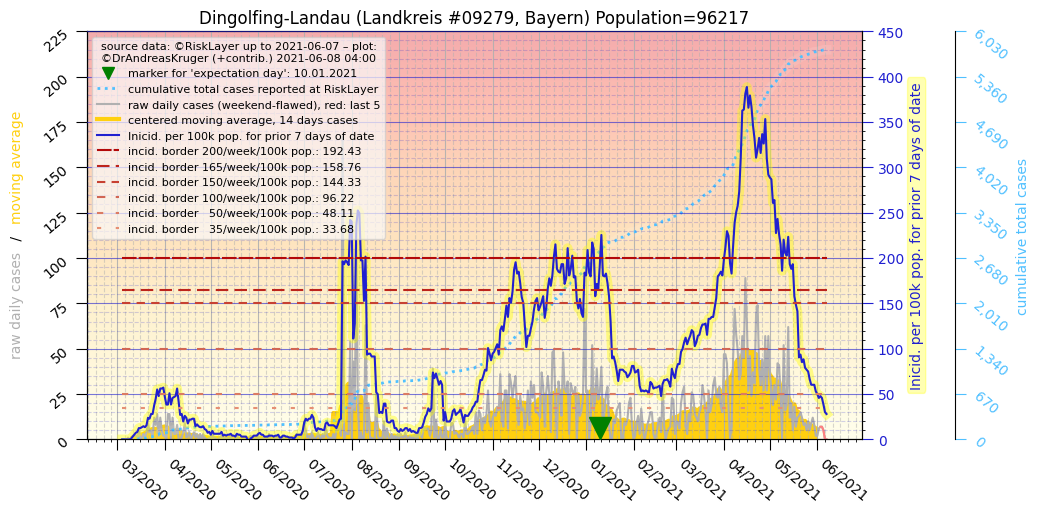 Dingolfing-Landau (Landkreis #09279, Bayern) Population=96217
source data: ©RiskLayer up to 2021-06-07 – plot:
©DrAndreasKruger (+contrib.) 2021-06-08 04:00
marker for 'expectation day': 10.01.2021
cumulative total cases reported at RiskLayer
raw daily cases (weekend-flawed), red: last 5
centered moving average, 14 days cases
Inicid. per 100k pop. for prior 7 days of date
incid. border 200/week/100k pop.: 192.43
incid. border 165/week/100k pop.: 158.76
incid. border 150/week/100k pop.: 144.33
incid. border 100/week/100k pop.: 96.22
incid. border 50/week/100k pop.: 48.11
incid. border 35/week/100k pop.: 33.68
raw daily cases / moving average
225
200
175
150
125
100
75
50
25
0
450
400
350
300
250
200
150
100
50
0
Inicid. per 100k pop. for prior 7 days of date
6,030
5,360
4,690
4,020
3,350
2,680
2,010
1,340
670
0
cumulative total cases
03/2020
04/2020
05/2020
06/2020
07/2020
08/2020
09/2020
10/2020
11/2020
12/2020
01/2021
02/2021
03/2021
04/2021
05/2021
06/2021